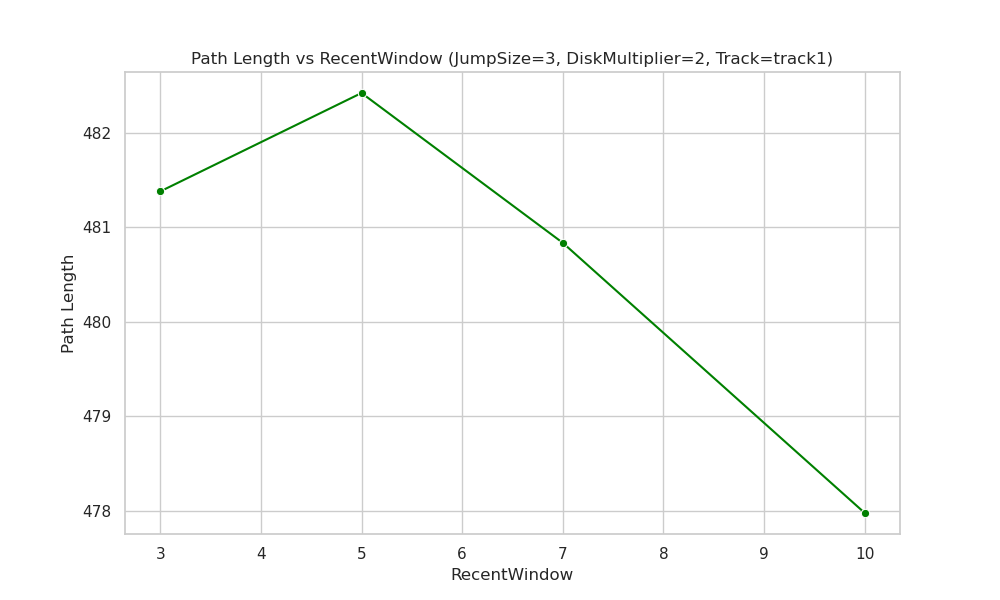 Path Length vs RecentWindow (JumpSize=3, DiskMultiplier=2, Track=track1)
Path Length
482
481
480
479
478
3 4 5 6 7 8 9 10
RecentWindow